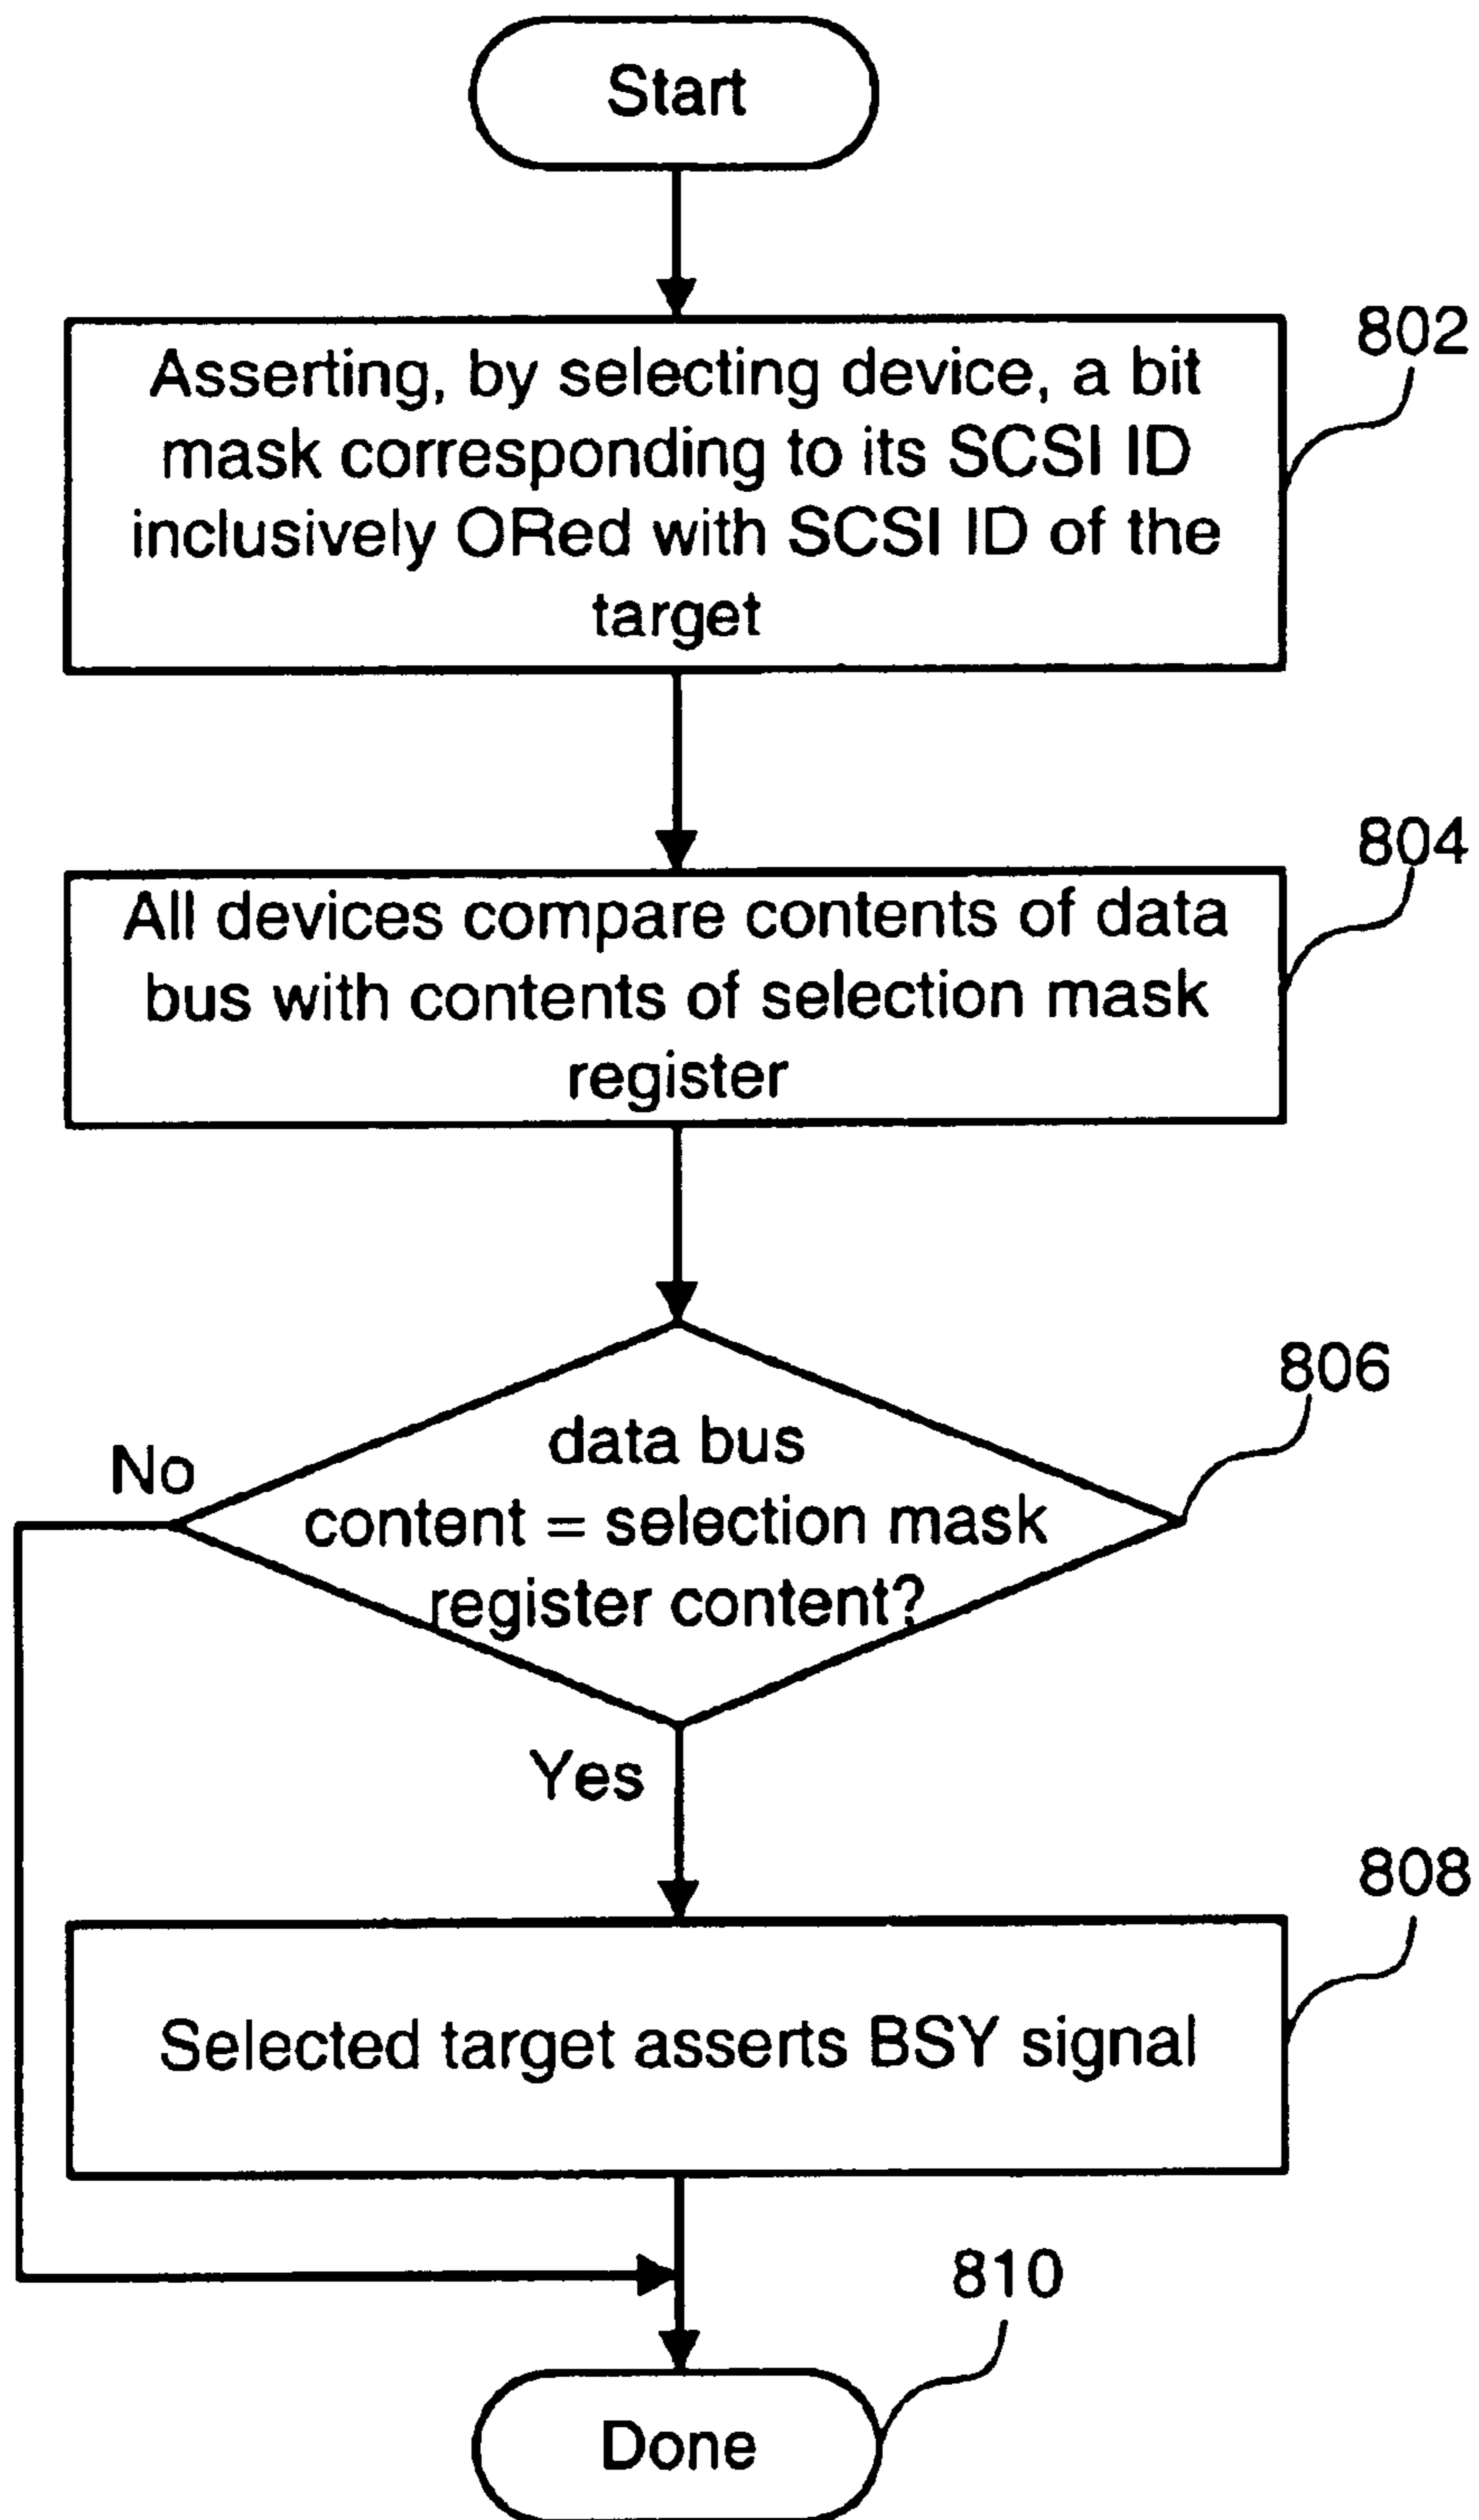 Start
802
Asserting, by selecting device, a bit
mask corresponding to its SCSI ID
inclusively ORed with SCSI ID of the
target
804
All devices compare contents of data
bus with contents of selection mask
register
806
data bus
No
content = selection mask
register content?
Yes
808
Selected target asserts BSY signal
810
Done